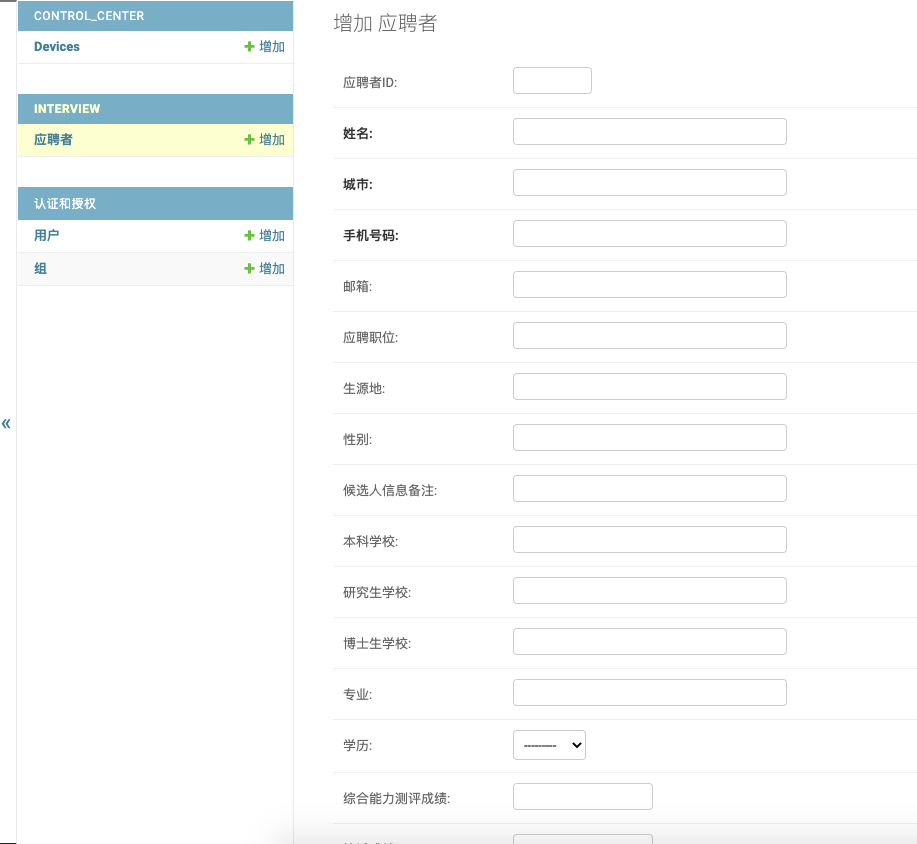 CONTROL_CENTER
Devices
增加
INTERVIEW
应聘者
增加
认证和授权
用户
增加
组
增加
«
增加 应聘者
应聘者ID:
姓名:
城市:
手机号码:
邮箱:
应聘职位:
生源地:
性别:
候选人信息备注:
本科学校:
研究生学校:
博士生学校:
专业:
学历:
---------
综合能力测评成绩: